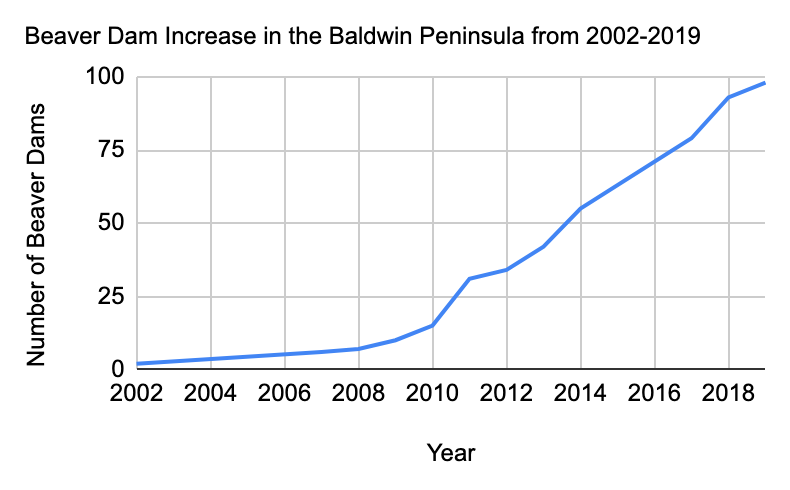 Beaver Dam Increase in the Baldwin Peninsula from 2002-2019
Number of Beaver Dams
100
75
50
25
0
2002 2004 2006 2008 2010 2012 2014 2016 2018
Year